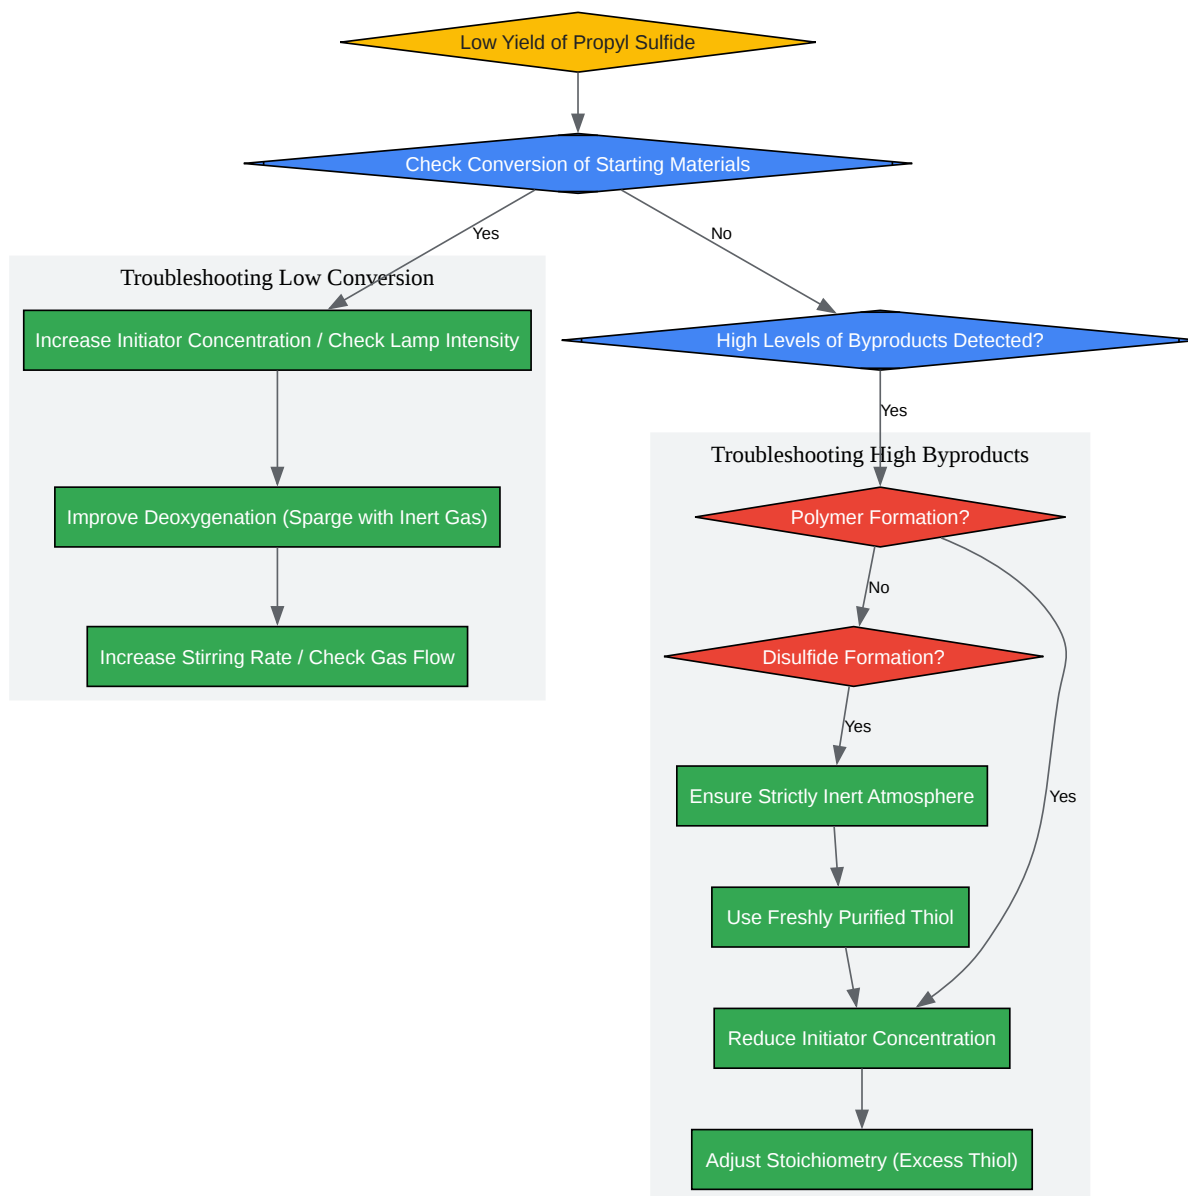 Low Yield of Propyl Sulfide
Check Conversion of Starting Materials
Yes
No
Troubleshooting Low Conversion
Increase Initiator Concentration / Check Lamp Intensity
High Levels of Byproducts Detected?
Yes
Troubleshooting High Byproducts
Improve Deoxygenation (Sparge with Inert Gas)
Polymer Formation?
No
Increase Stirring Rate / Check Gas Flow
Disulfide Formation?
Yes
Ensure Strictly Inert Atmosphere
Yes
Use Freshly Purified Thiol
Reduce Initiator Concentration
Adjust Stoichiometry (Excess Thiol)